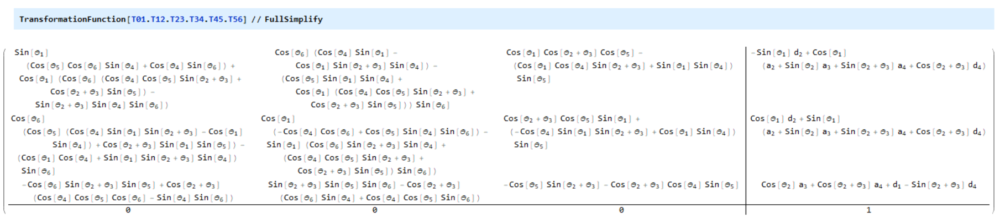 TransformationFunction[T01.T12.T23.T34.T45.T56] // FullSimplify
Sin[ϴ₁]
(Cos[ϴ₅] Cos[ϴ₆] Sin[ϴ₄] + Cos[ϴ₄] Sin[ϴ₆]) +
Cos[ϴ₁] (Cos[ϴ₆] (Cos[ϴ₄] Cos[ϴ₅] Sin[ϴ₂ + ϴ₃] +
Cos[ϴ₂ + ϴ₃] Sin[ϴ₅]) -
Sin[ϴ₂ + ϴ₃] Sin[ϴ₄] Sin[ϴ₆])
Cos[ϴ₆] (Cos[ϴ₄] Sin[ϴ₁] -
Cos[ϴ₁] Sin[ϴ₂ + ϴ₃] Sin[ϴ₄]) -
(Cos[ϴ₅] Sin[ϴ₁] Sin[ϴ₄] +
Cos[ϴ₁] (Cos[ϴ₄] Cos[ϴ₅] Sin[ϴ₂ + ϴ₃] +
Cos[ϴ₂ + ϴ₃] Sin[ϴ₅])) Sin[ϴ₆]
Cos[ϴ₁] Cos[ϴ₂ + ϴ₃] Cos[ϴ₅] -
(Cos[ϴ₁] Cos[ϴ₄] Sin[ϴ₂ + ϴ₃] + Sin[ϴ₁] Sin[ϴ₄])
Sin[ϴ₅]
-Sin[ϴ₁] d₂ + Cos[ϴ₁]
(a₂ + Sin[ϴ₂] a₃ + Sin[ϴ₂ + ϴ₃] a₄ + Cos[ϴ₂ + ϴ₃] d₄)
Cos[ϴ₆]
(Cos[ϴ₅] (Cos[ϴ₄] Sin[ϴ₁] Sin[ϴ₂ + ϴ₃] - Cos[ϴ₁]
Sin[ϴ₄]) + Cos[ϴ₂ + ϴ₃] Sin[ϴ₁] Sin[ϴ₅]) -
(Cos[ϴ₁] Cos[ϴ₄] + Sin[ϴ₁] Sin[ϴ₂ + ϴ₃] Sin[ϴ₄])
Sin[ϴ₆]
Cos[ϴ₁]
(-Cos[ϴ₄] Cos[ϴ₆] + Cos[ϴ₅] Sin[ϴ₄] Sin[ϴ₆]) -
Sin[ϴ₁] (Cos[ϴ₆] Sin[ϴ₂ + ϴ₃] Sin[ϴ₄] +
(Cos[ϴ₄] Cos[ϴ₅] Sin[ϴ₂ + ϴ₃] +
Cos[ϴ₂ + ϴ₃] Sin[ϴ₅]) Sin[ϴ₆])
Cos[ϴ₂ + ϴ₃] Cos[ϴ₅] Sin[ϴ₁] +
(-Cos[ϴ₄] Sin[ϴ₁] Sin[ϴ₂ + ϴ₃] + Cos[ϴ₁] Sin[ϴ₄])
Sin[ϴ₅]
Cos[ϴ₁] d₂ + Sin[ϴ₁]
(a₂ + Sin[ϴ₂] a₃ + Sin[ϴ₂ + ϴ₃] a₄ + Cos[ϴ₂ + ϴ₃] d₄)
-Cos[ϴ₆] Sin[ϴ₂ + ϴ₃] Sin[ϴ₅] + Cos[ϴ₂ + ϴ₃]
(Cos[ϴ₄] Cos[ϴ₅] Cos[ϴ₆] - Sin[ϴ₄] Sin[ϴ₆])
Sin[ϴ₂ + ϴ₃] Sin[ϴ₅] Sin[ϴ₆] - Cos[ϴ₂ + ϴ₃]
(Cos[ϴ₆] Sin[ϴ₄] + Cos[ϴ₄] Cos[ϴ₅] Sin[ϴ₆])
-Cos[ϴ₅] Sin[ϴ₂ + ϴ₃] - Cos[ϴ₂ + ϴ₃] Cos[ϴ₄] Sin[ϴ₅]
Cos[ϴ₂] a₃ + Cos[ϴ₂ + ϴ₃] a₄ + d₁ - Sin[ϴ₂ + ϴ₃] d₄
0 0 0 1